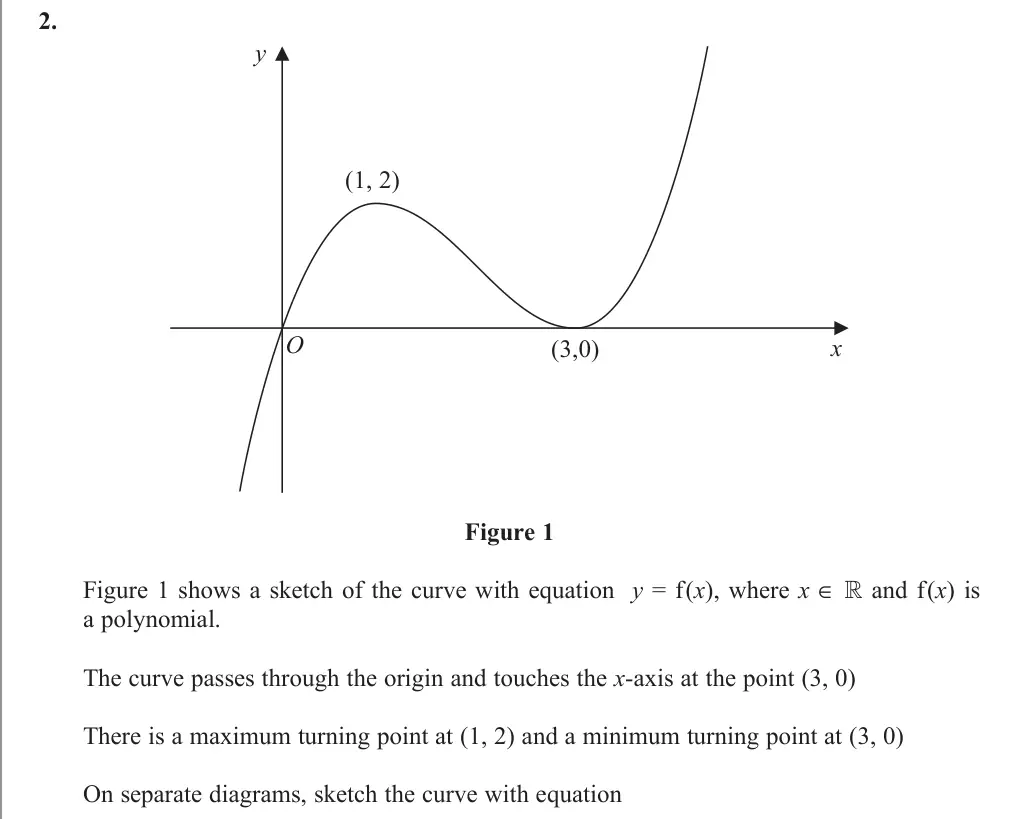 2.
y
(1, 2)
O
(3,0)
x
Figure 1
Figure 1 shows a sketch of the curve with equation y = f(x), where x ∈ ℝ and f(x) is
a polynomial.
The curve passes through the origin and touches the x-axis at the point (3, 0)
There is a maximum turning point at (1, 2) and a minimum turning point at (3, 0)
On separate diagrams, sketch the curve with equation